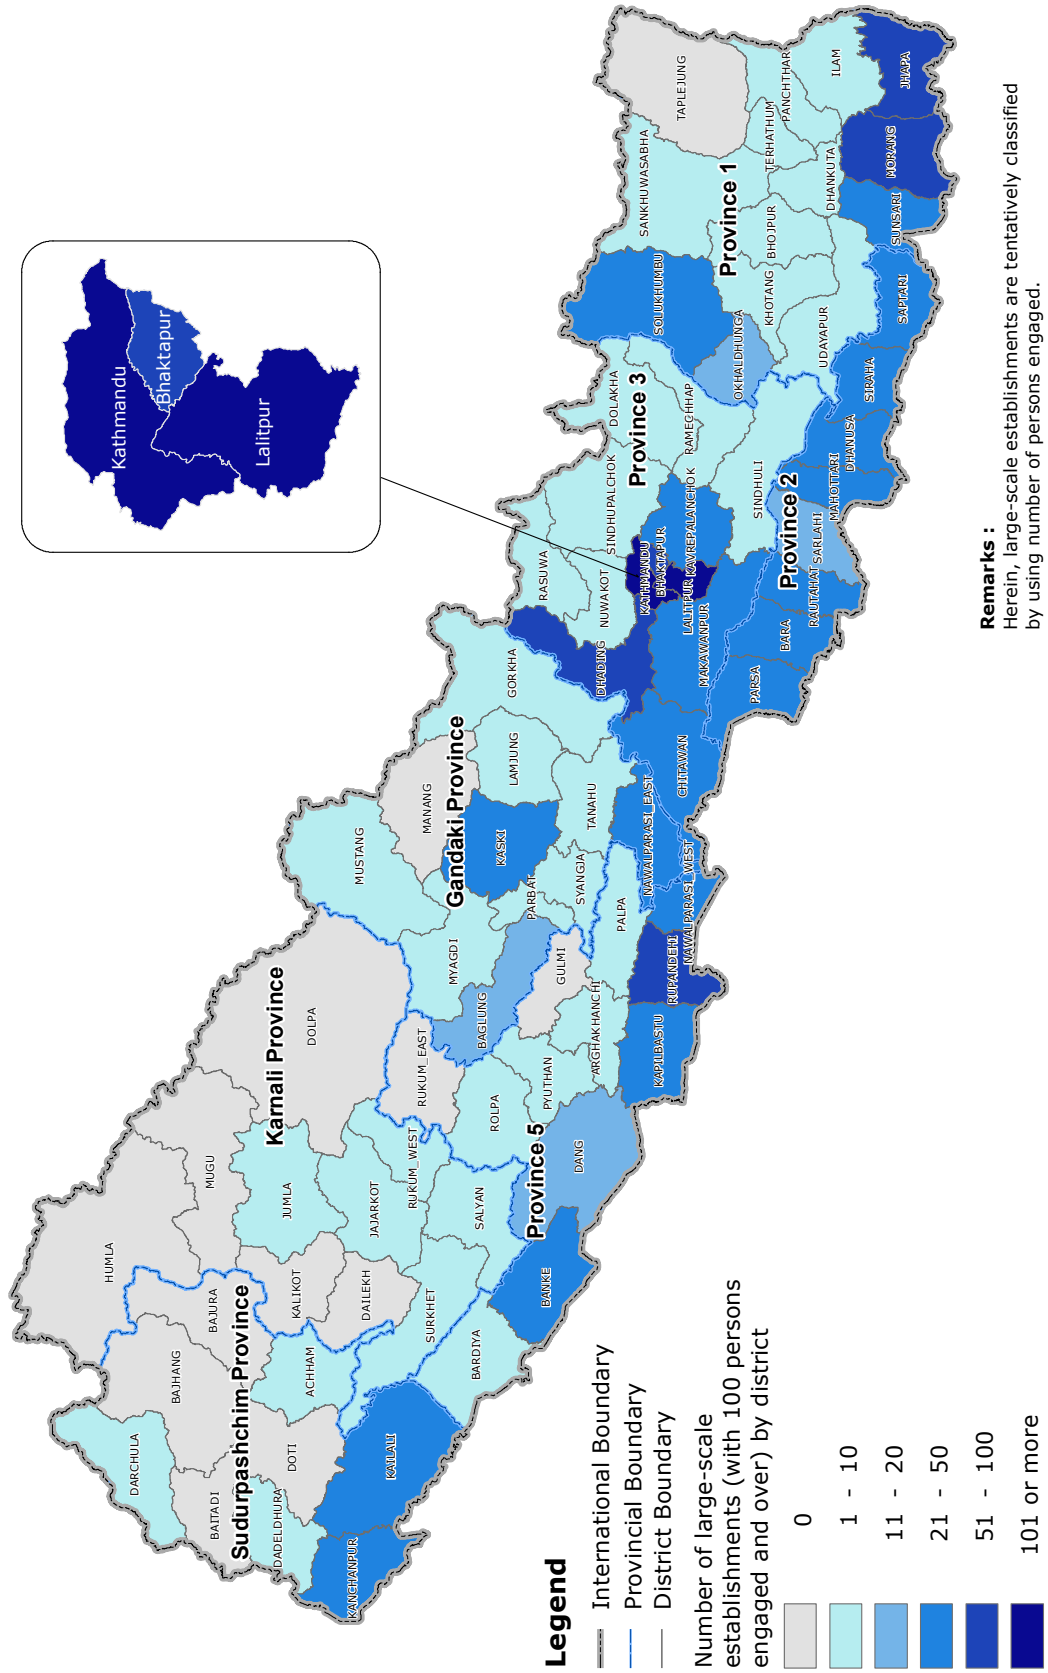 Kathmandu
Bhaktapur
Lalitpur
HUMLA
DARCHULA
BAJHANG
BAJURA
MUGU
BAITADI
Sudurpashchim Province
DOTI
DADELDHURA
ACHHAM
KALIKOT
DAILEKH
JUMLA
Karnali Province
DOLPA
JAJARKOT
RUKUM_WEST
RUKUM_EAST
KANCHANPUR
KAILALI
SURKHET
BARDIYA
SALYAN
BANKE
Province 5
DANG
ROLPA
PYUTHAN
ARGHAKHANCHI
GULMI
KAPILBASTU
RUPANDEHI
NAWALPARASI_WEST
PALPA
MUSTANG
MANANG
Gandaki Province
MYAGDI
BAGLUNG
PARBAT
KASKI
SYANGJA
LAMJUNG
GORKHA
TANAHU
NAWALPARASI_EAST
CHITAWAN
RASUWA
NUWAKOT
DHADING
SINDHUPALCHOK
KATHMANDU
BHAKTAPUR
LALITPUR
KAVREPALANCHOK
MAKAWANPUR
DOLAKHA
Province 3
RAMECHHAP
SINDHULI
PARSA
BARA
RAUTAHAT
SARLAHI
Province 2
MAHOTTARI
DHANUSA
SIRAHA
SAPTARI
SOLUKHUMBU
OKHALDHUNGA
KHOTANG
UDAYAPUR
SANKHUWASABHA
Province 1
BHOJPUR
TAPLEJUNG
TERHATHUM
PANCHTHAR
DHANKUTA
ILAM
SUNSARI
MORANG
JHAPA
Legend
International Boundary
Provincial Boundary
District Boundary
Number of large-scale
establishments (with 100 persons
engaged and over) by district
0
1 - 10
11 - 20
21 - 50
51 - 100
101 or more
Remarks :
Herein, large-scale establishments are tentatively classified
by using number of persons engaged.